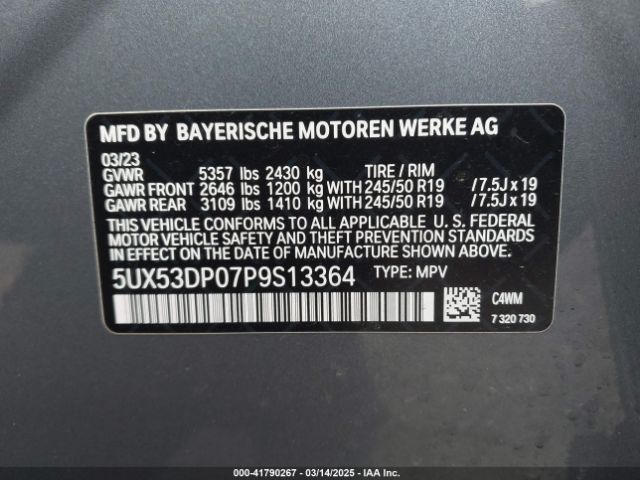 MFD BY BAYERISCHE MOTOREN WERKE AG
03/23
GVWR 5357 lbs 2430 kg TIRE / RIM
GAWR FRONT 2646 lbs 1200 kg WITH 245/50 R19 / 7.5J x 19
GAWR REAR 3109 lbs 1410 kg WITH 245/50 R19 / 7.5J x 19
THIS VEHICLE CONFORMS TO ALL APPLICABLE U. S. FEDERAL
MOTOR VEHICLE SAFETY, BUMPER, AND THEFT PREVENTION
STANDARDS IN EFFECT ON THE DATE OF MANUFACTURE SHOWN ABOVE.
5UX53DP07P9S13364 TYPE: MPV
C4WM
7 320 730
000-41790267 - 03/14/2025 - IAA, Inc.